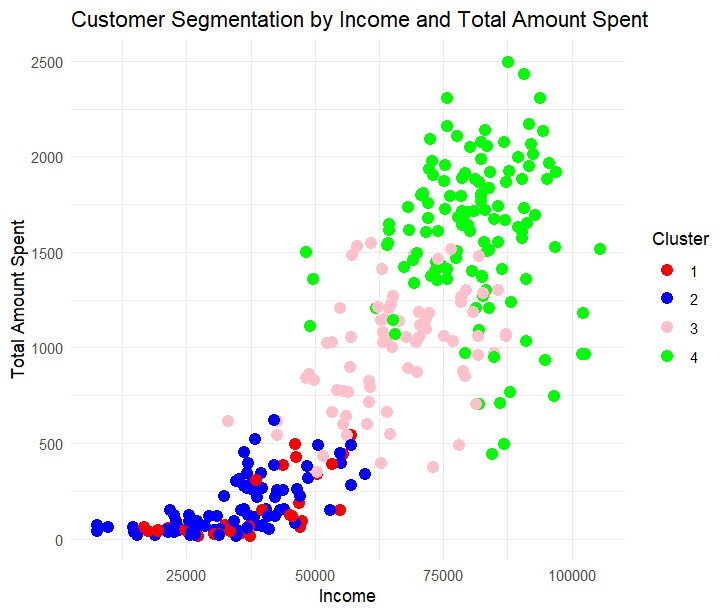 Customer Segmentation by Income and Total Amount Spent
2500
2000
1500
1000
500
0
Total Amount Spent
25000 50000 75000 100000
Income
Cluster
1
2
3
4